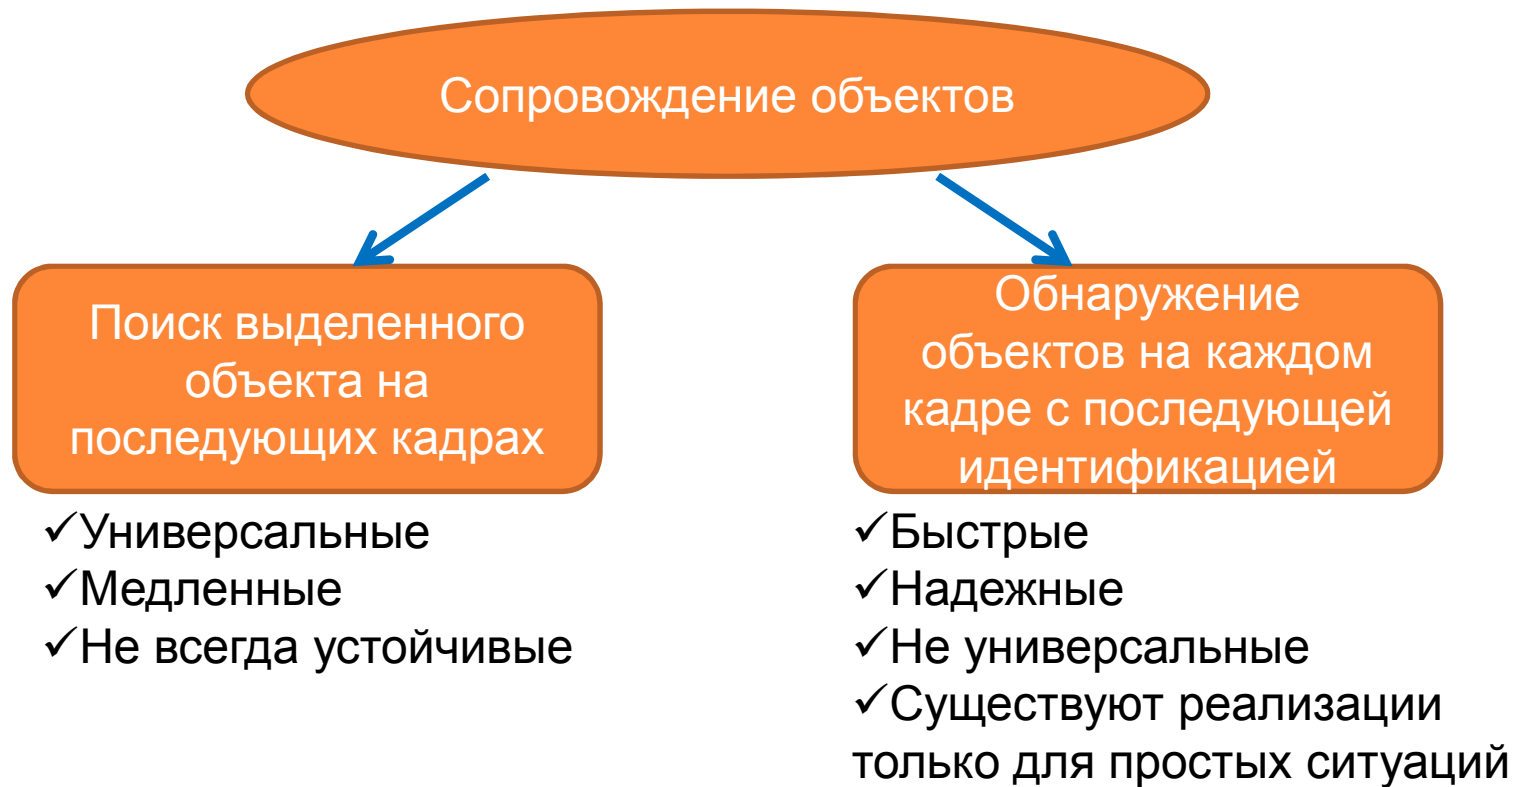 Сопровождение объектов
Поиск выделенного
объекта на
последующих кадрах
Обнаружение
объектов на каждом
кадре с последующей
идентификацией
✓Универсальные
✓Медленные
✓Не всегда устойчивые
✓Быстрые
✓Надежные
✓Не универсальные
✓Существуют реализации
только для простых ситуаций